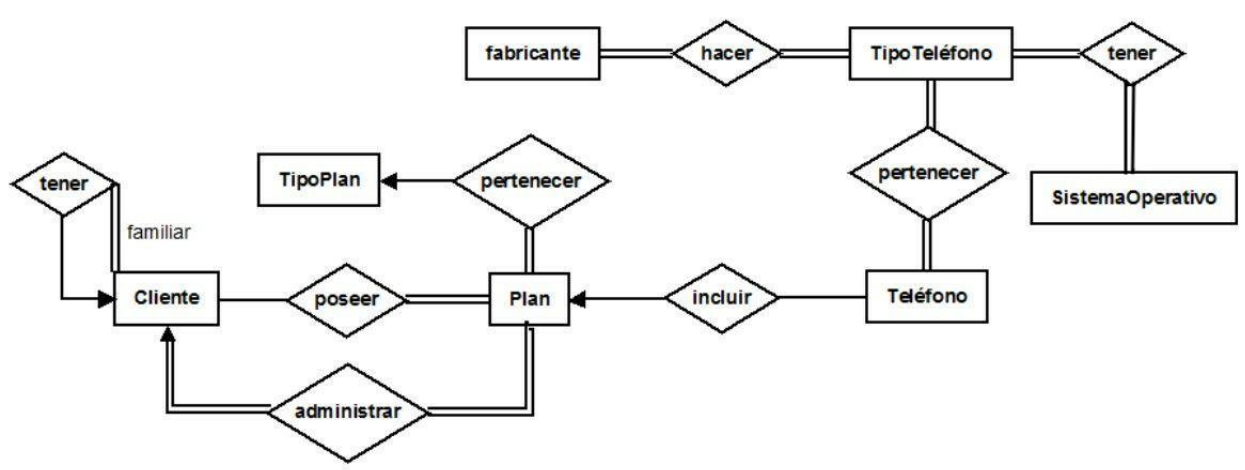 fabricante
hacer
TipoTeléfono
tener
tener
TipoPlan
pertenecer
pertenecer
SistemaOperativo
familiar
Cliente
poseer
Plan
incluir
Teléfono
administrar